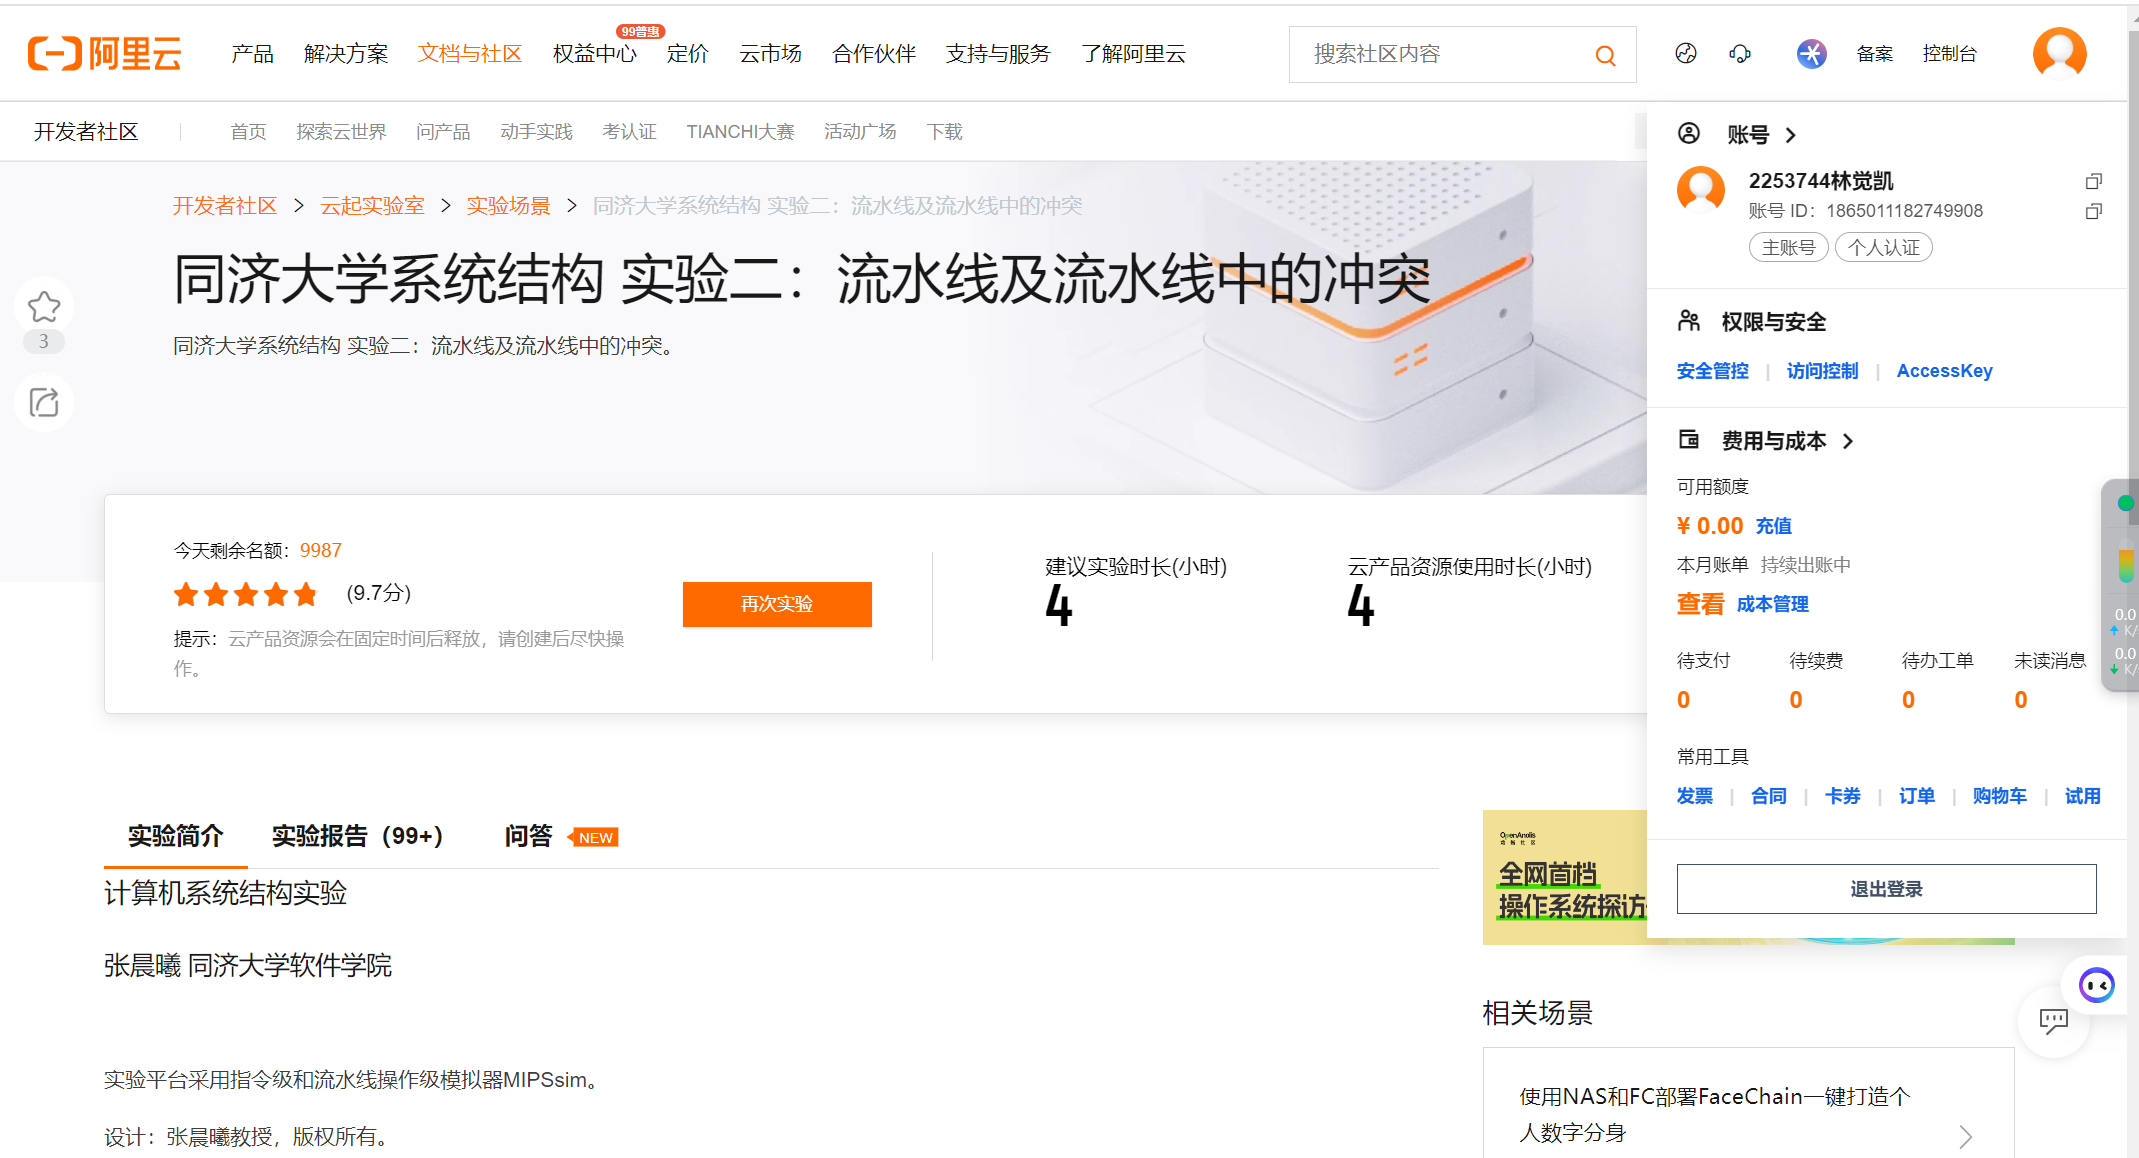 阿里云 产品 解决方案 文档与社区 权益中心 99普惠 定价 云市场 合作伙伴 支持与服务 了解阿里云 搜索社区内容 备案 控制台
开发者社区 首页 探索云世界 问产品 动手实践 考认证 TIANCHI大赛 活动广场 下载
开发者社区 > 云起实验室 > 实验场景 > 同济大学系统结构 实验二：流水线及流水线中的冲突
同济大学系统结构 实验二：流水线及流水线中的冲突
同济大学系统结构 实验二：流水线及流水线中的冲突。
3
今天剩余名额：9987
(9.7分)
提示：云产品资源会在固定时间后释放，请创建后尽快操
作。
再次实验
建议实验时长(小时)
4
云产品资源使用时长(小时)
4
账号 >
2253744林觉凯
账号 ID：1865011182749908
主账号 个人认证
权限与安全
安全管控 | 访问控制 | AccessKey
费用与成本 >
可用额度
¥ 0.00 充值
本月账单 持续出账中
查看 成本管理
待支付 待续费 待办工单 未读消息
0 0 0 0
常用工具
发票 | 合同 | 卡券 | 订单 | 购物车 | 试用
退出登录
0.0
K/
0.0
K/
实验简介 实验报告（99+） 问答 NEW
计算机系统结构实验
张晨曦 同济大学软件学院
实验平台采用指令级和流水线操作级模拟器MIPSsim。
设计：张晨曦教授，版权所有。
OpenAnolis
龙蜥社区
全网首档
操作系统探访
相关场景
使用NAS和FC部署FaceChain一键打造个
人数字分身